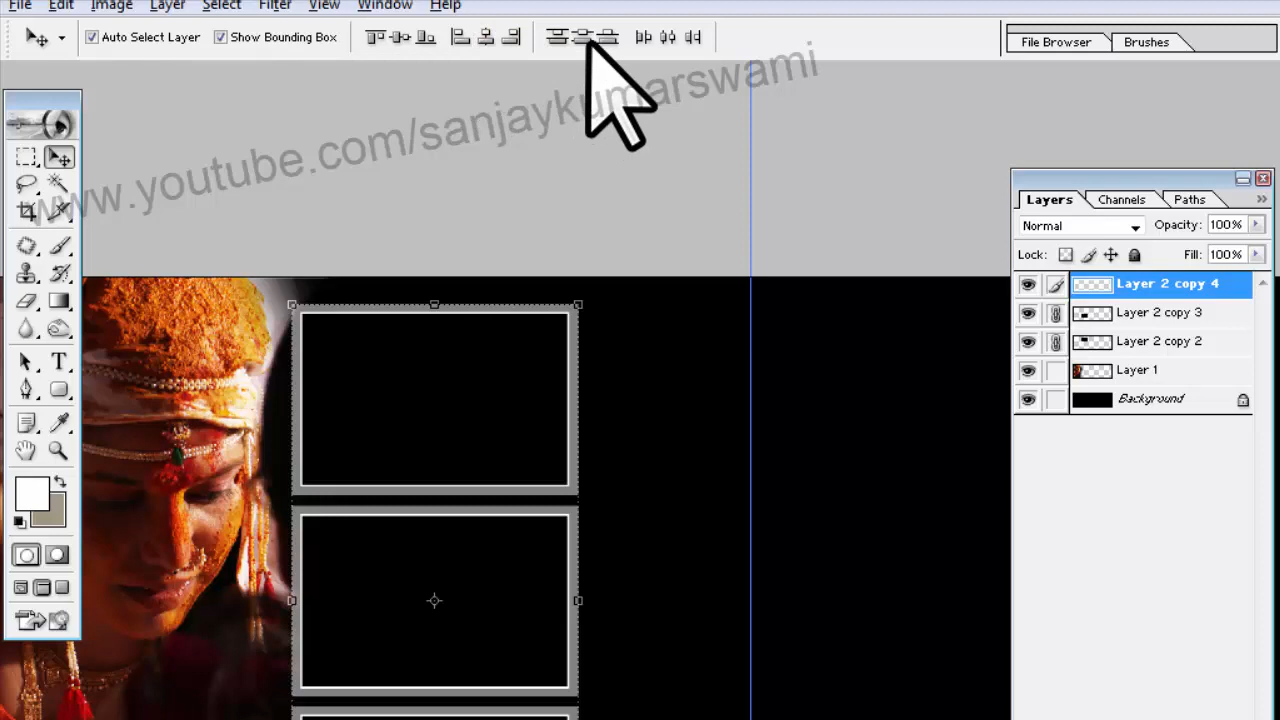 File Edit Image Layer Select Filter View Window Help
Auto Select Layer Show Bounding Box
File Browser Brushes
www.youtube.com/sanjaykumarswami
Layers Channels Paths
Normal Opacity: 100%
Lock: Fill: 100%
Layer 2 copy 4
Layer 2 copy 3
Layer 2 copy 2
Layer 1
Background
T